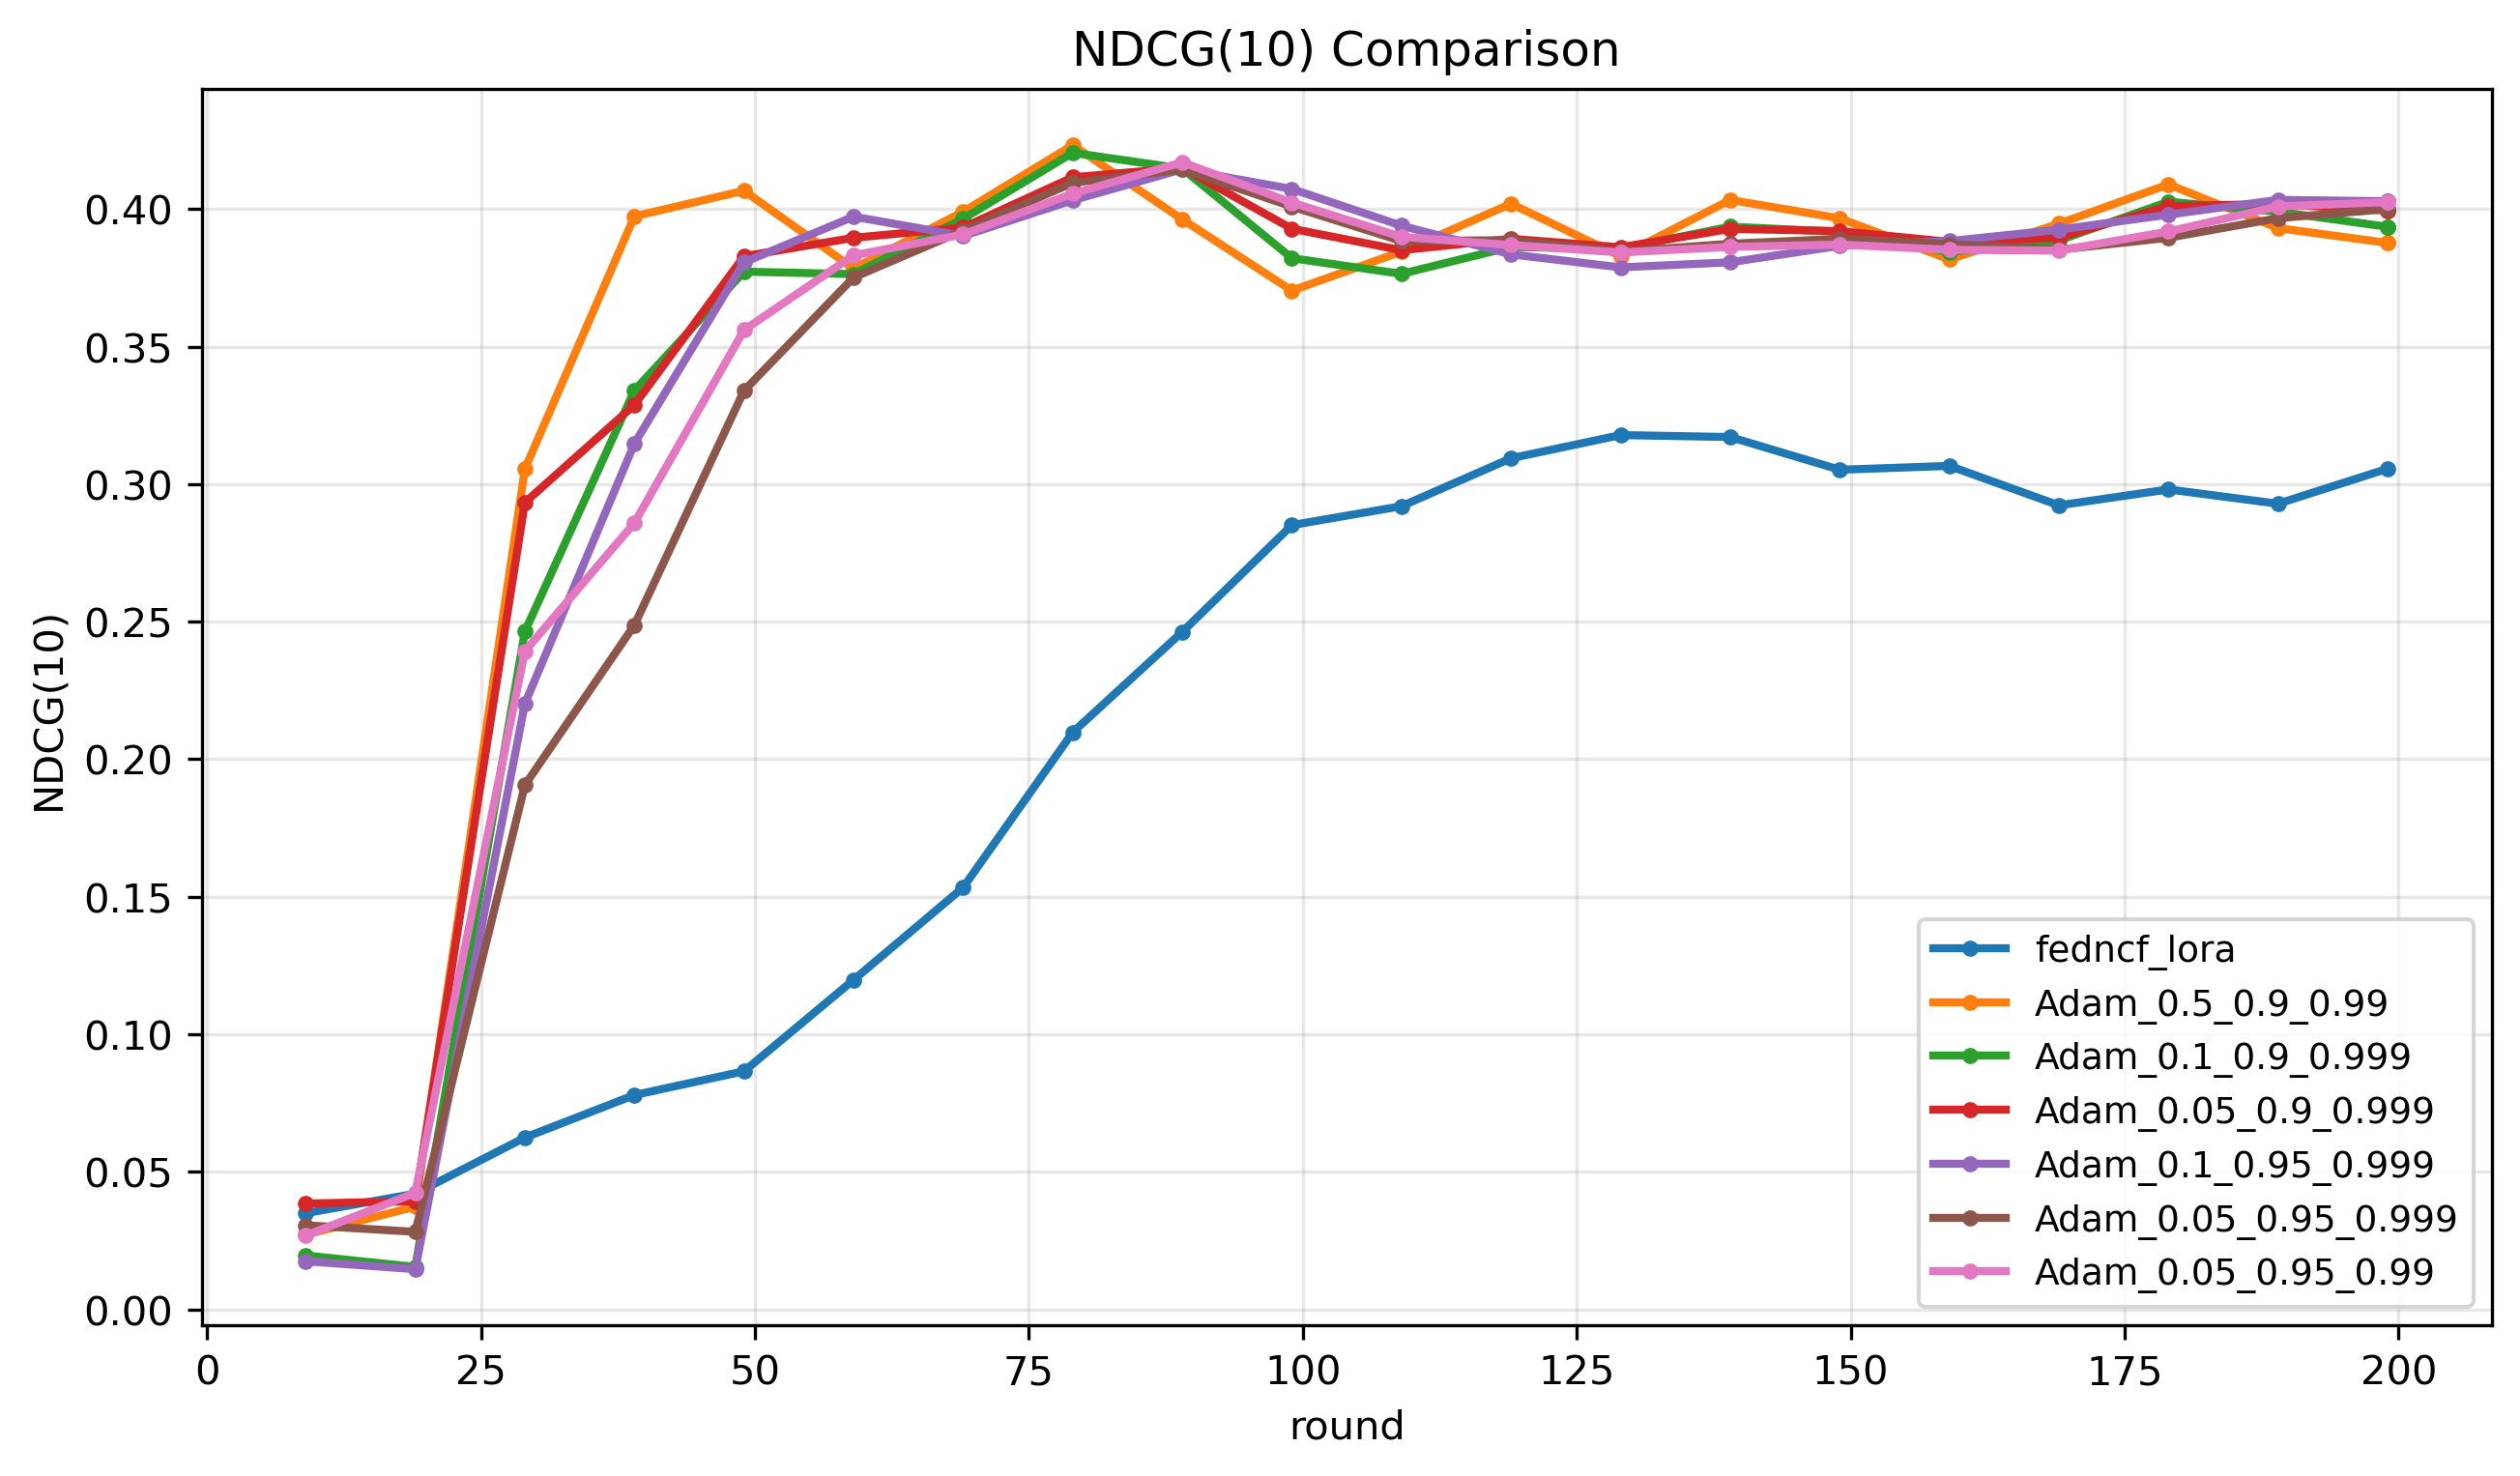 NDCG(10) Comparison
NDCG(10)
0.40
0.35
0.30
0.25
0.20
0.15
0.10
0.05
0.00
0 25 50 75 100 125 150 175 200
round
fedncf_lora
Adam_0.5_0.9_0.99
Adam_0.1_0.9_0.999
Adam_0.05_0.9_0.999
Adam_0.1_0.95_0.999
Adam_0.05_0.95_0.999
Adam_0.05_0.95_0.99